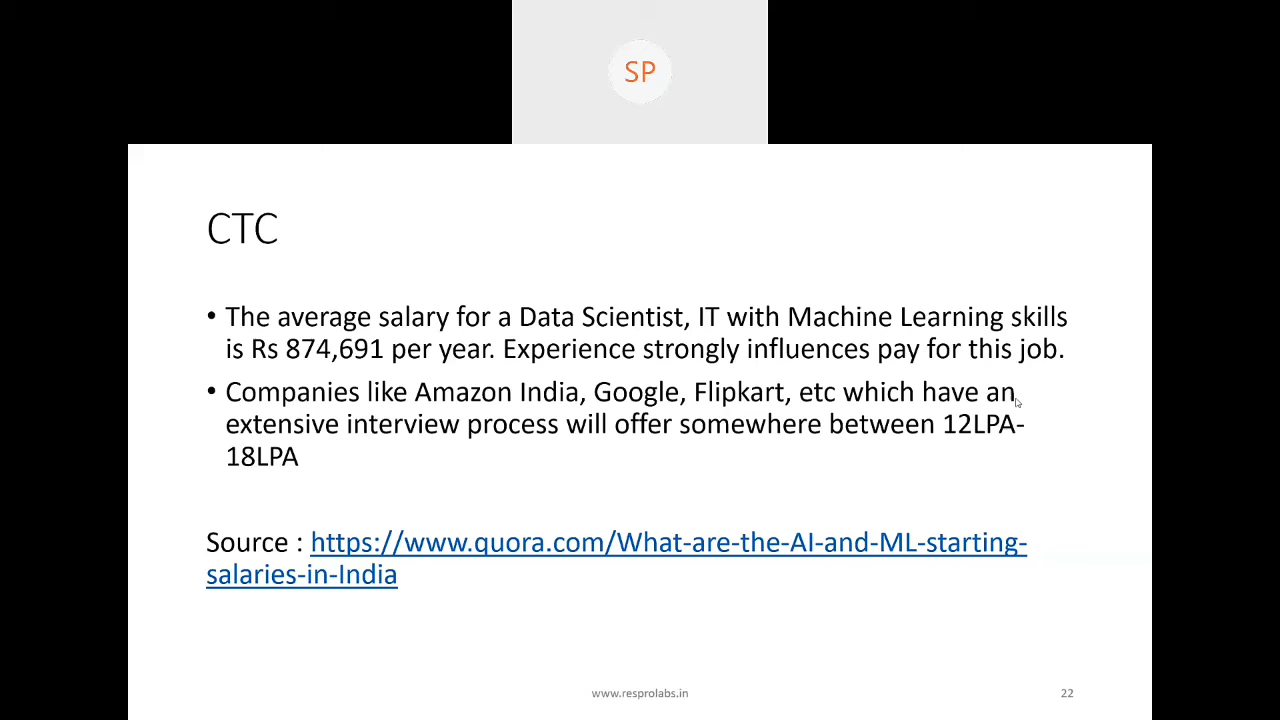 SP
CTC
• The average salary for a Data Scientist, IT with Machine Learning skills
is Rs 874,691 per year. Experience strongly influences pay for this job.
• Companies like Amazon India, Google, Flipkart, etc which have an
extensive interview process will offer somewhere between 12LPA-
18LPA
Source : https://www.quora.com/What-are-the-AI-and-ML-starting-
salaries-in-India
www.resprolabs.in
22